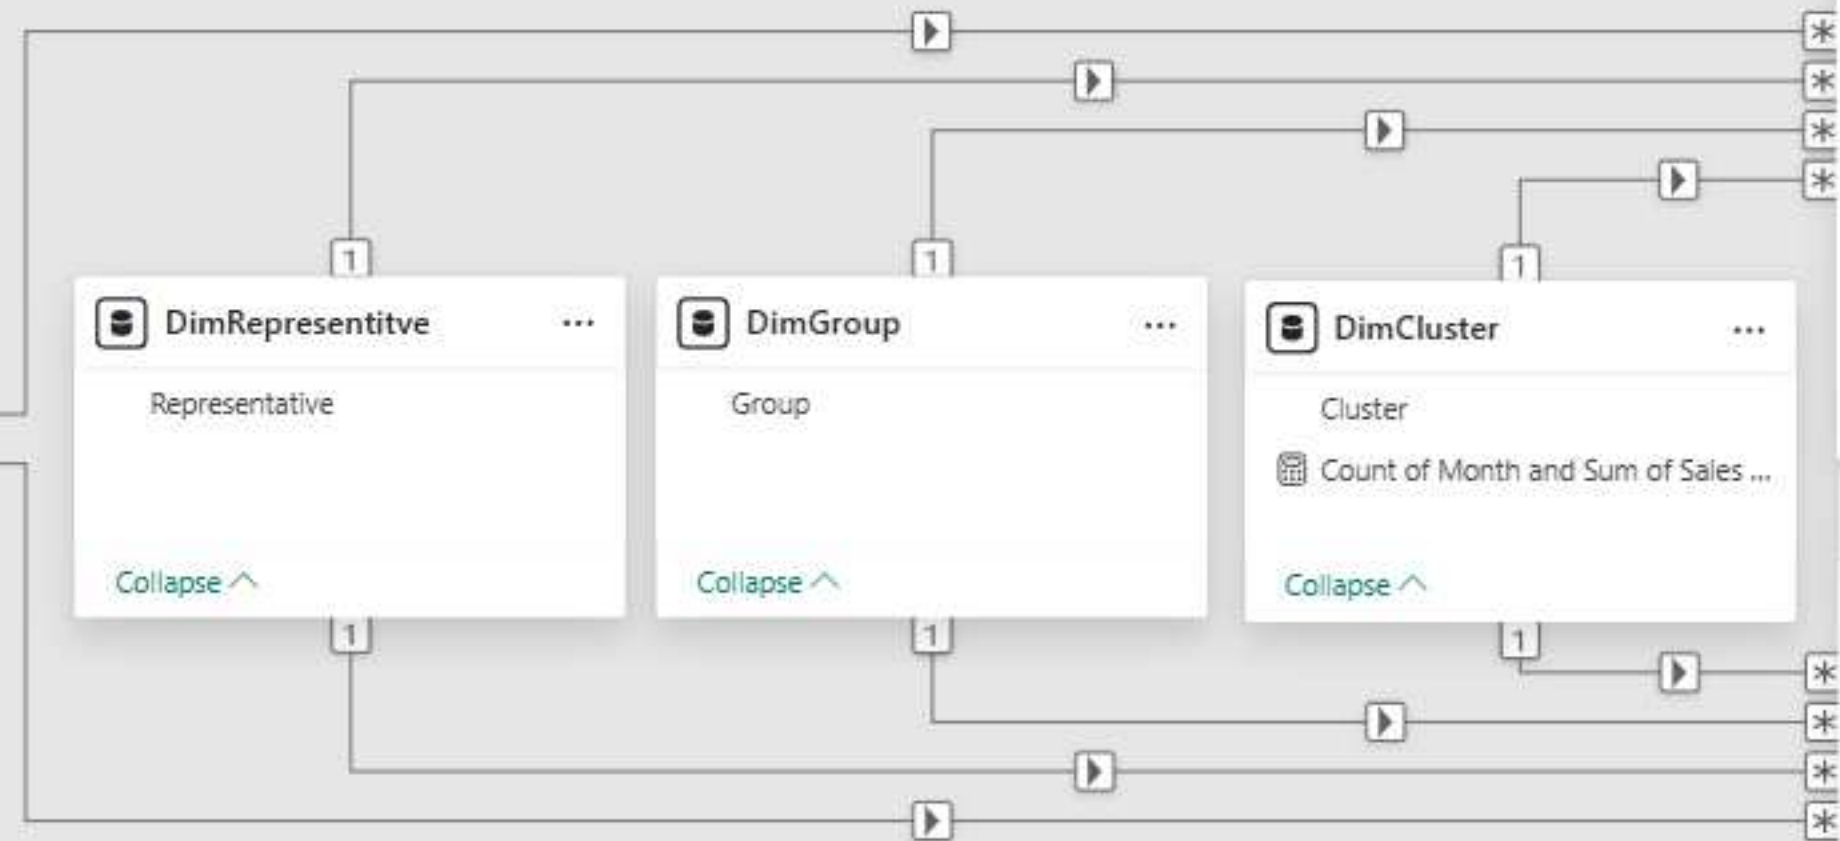 *
*
*
*
1 1 1
DimRepresentitve ...
Representative
Collapse
DimGroup ...
Group
Collapse
DimCluster ...
Cluster
Count of Month and Sum of Sales ...
Collapse
1 1 1
*
*
*
*